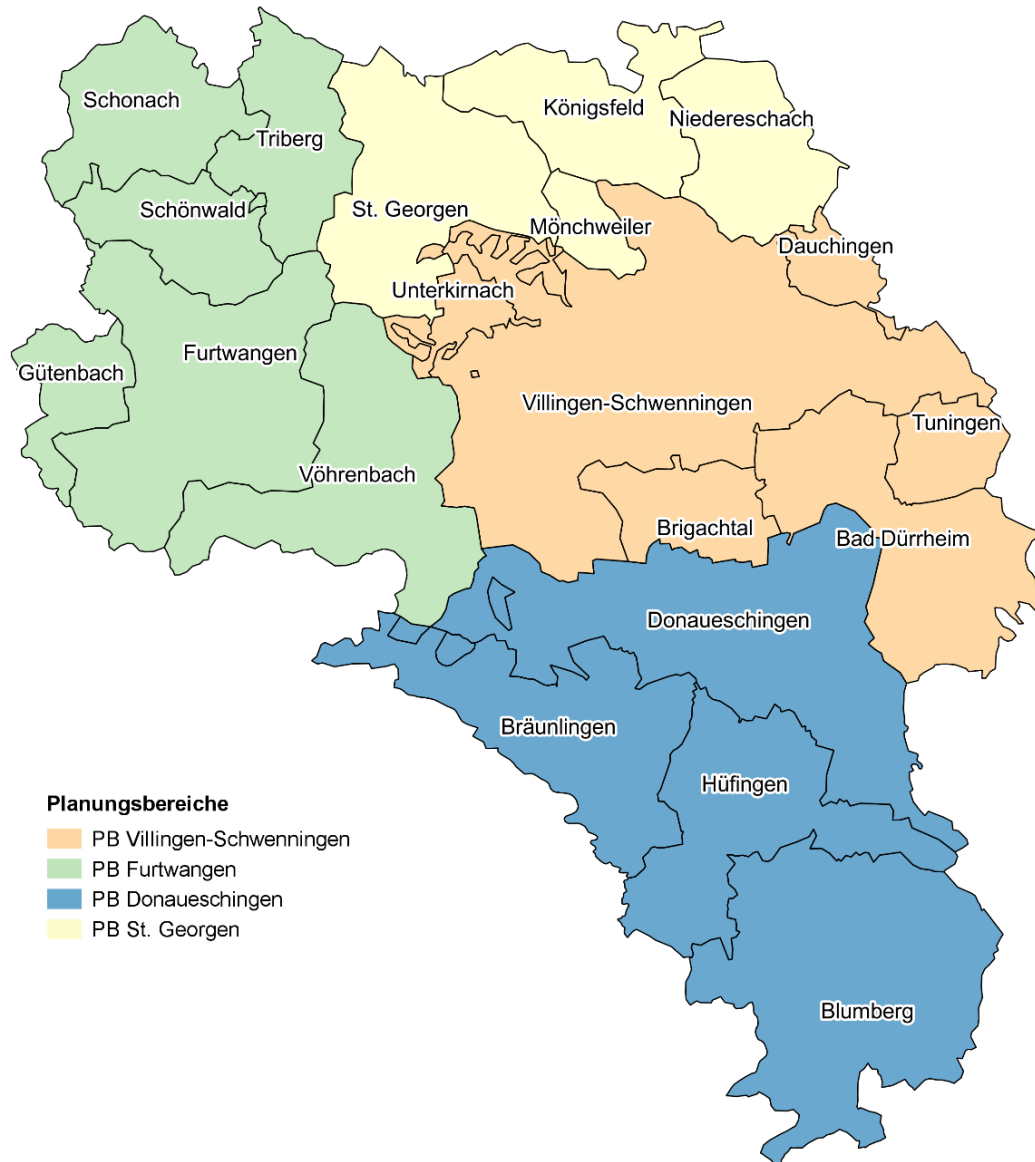 Schonach
Königsfeld
Niedereschach
Triberg
Schönwald
St. Georgen
Mönchweiler
Dauchingen
Unterkirnach
Furtwangen
Gütenbach
Villingen-Schwenningen
Tuningen
Vöhrenbach
Brigachtal
Bad Dürrheim
Donaueschingen
Bräunlingen
Hüfingen
Blumberg
Planungsbereiche
PB Villingen-Schwenningen
PB Furtwangen
PB Donaueschingen
PB St. Georgen